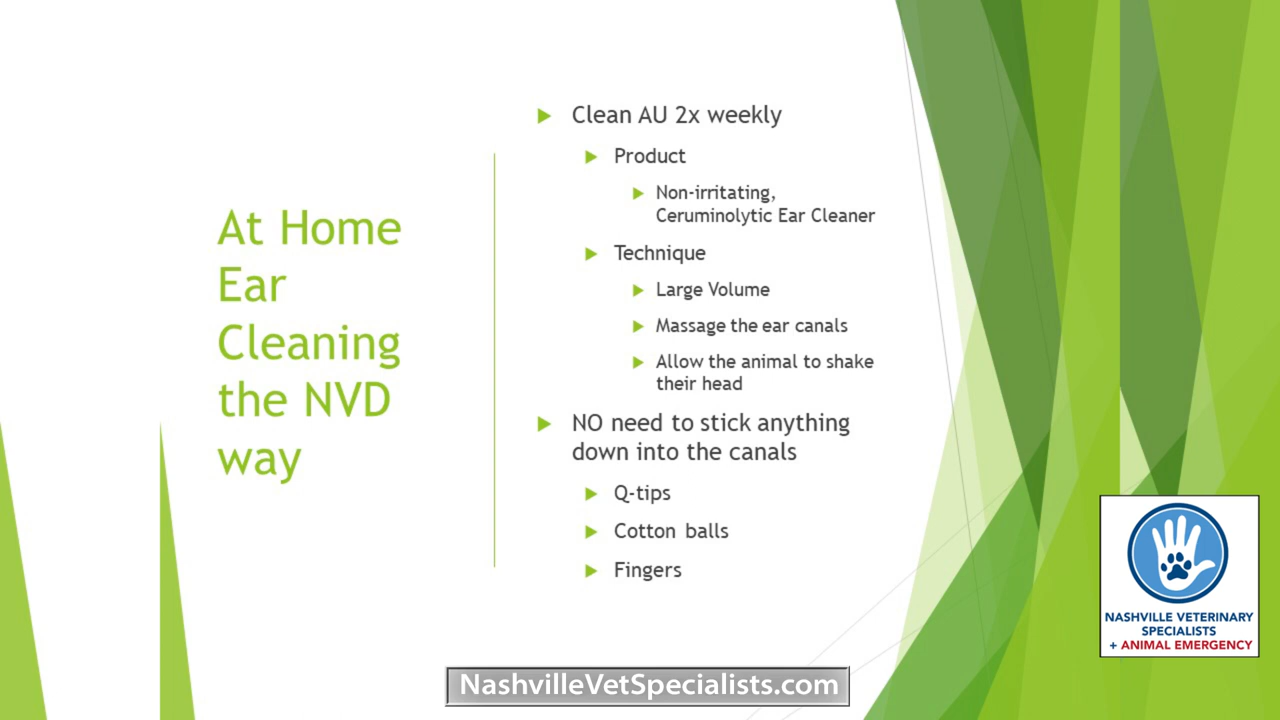 At Home
Ear
Cleaning
the NVD
way
Clean AU 2x weekly
Product
Non-irritating,
Ceruminolytic Ear Cleaner
Technique
Large Volume
Massage the ear canals
Allow the animal to shake
their head
NO need to stick anything
down into the canals
Q-tips
Cotton balls
Fingers
NASHVILLE VETERINARY
SPECIALISTS
+ ANIMAL EMERGENCY
NashvilleVetSpecialists.com